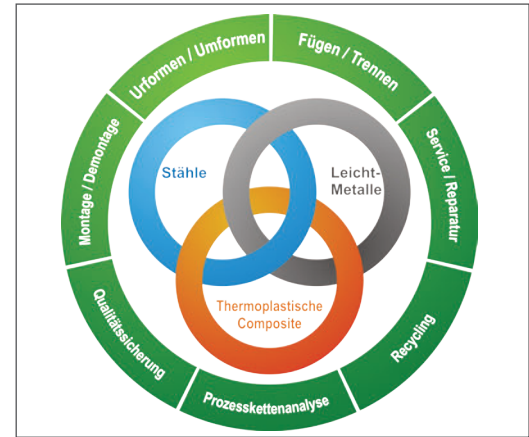 Urformen / Umformen
Fügen / Trennen
Service / Reparatur
Recycling
Prozesskettenanalyse
Qualitätssicherung
Montage / Demontage
Stähle
Leicht-
Metalle
Thermoplastische
Composite